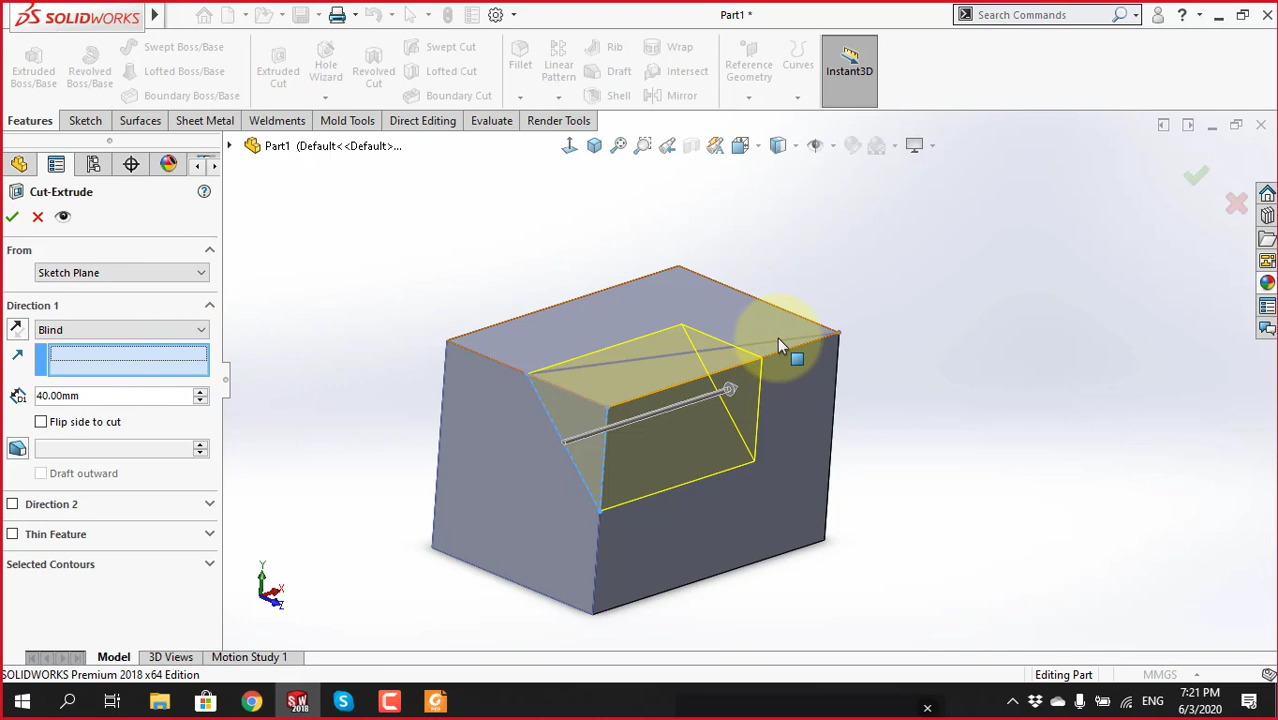 SOLIDWORKS
Part1 *
Search Commands
?
Extruded Boss/Base
Revolved Boss/Base
Swept Boss/Base
Lofted Boss/Base
Boundary Boss/Base
Extruded Cut
Hole Wizard
Revolved Cut
Swept Cut
Lofted Cut
Boundary Cut
Fillet
Linear Pattern
Rib
Draft
Shell
Wrap
Intersect
Mirror
Reference Geometry
Curves
Instant3D
Features
Sketch
Surfaces
Sheet Metal
Weldments
Mold Tools
Direct Editing
Evaluate
Render Tools
Part1 (Default<<Default>...
Cut-Extrude
?
From
Sketch Plane
Direction 1
Blind
D1
40.00mm
Flip side to cut
Draft outward
Direction 2
Thin Feature
Selected Contours
Y
X
Z
Model
3D Views
Motion Study 1
SOLIDWORKS Premium 2018 x64 Edition
Editing Part
MMGS
SW
2018
ENG
7:21 PM
6/3/2020